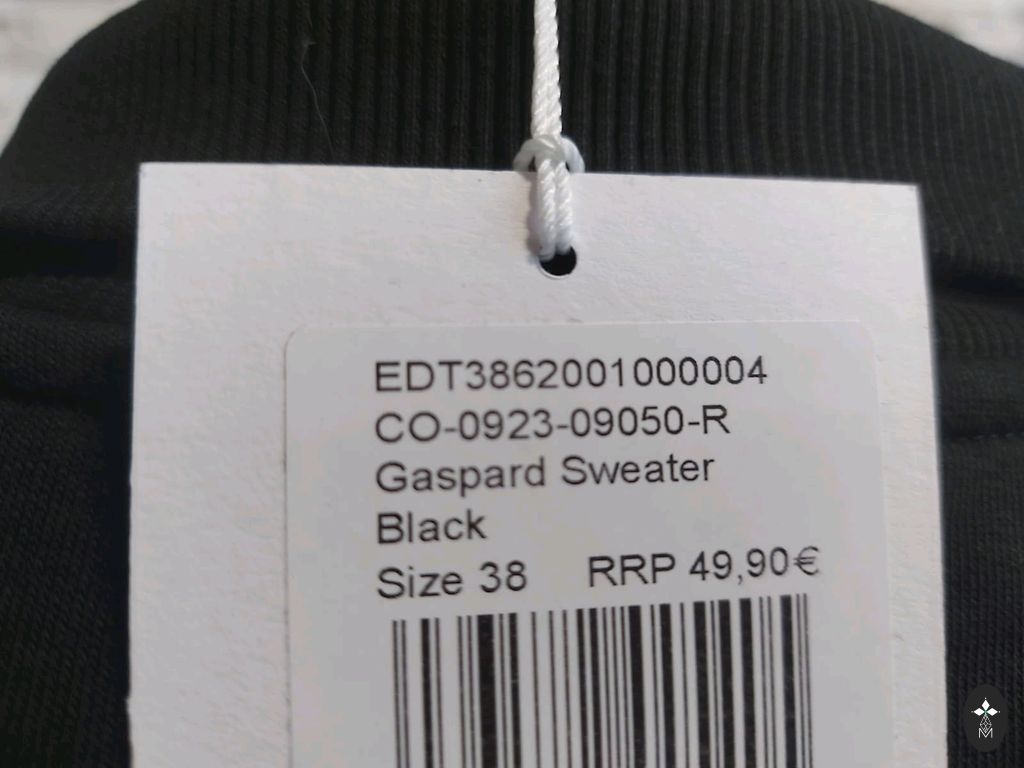 EDT3862001000004
CO-0923-09050-R
Gaspard Sweater
Black
Size 38 RRP 49,90€
M